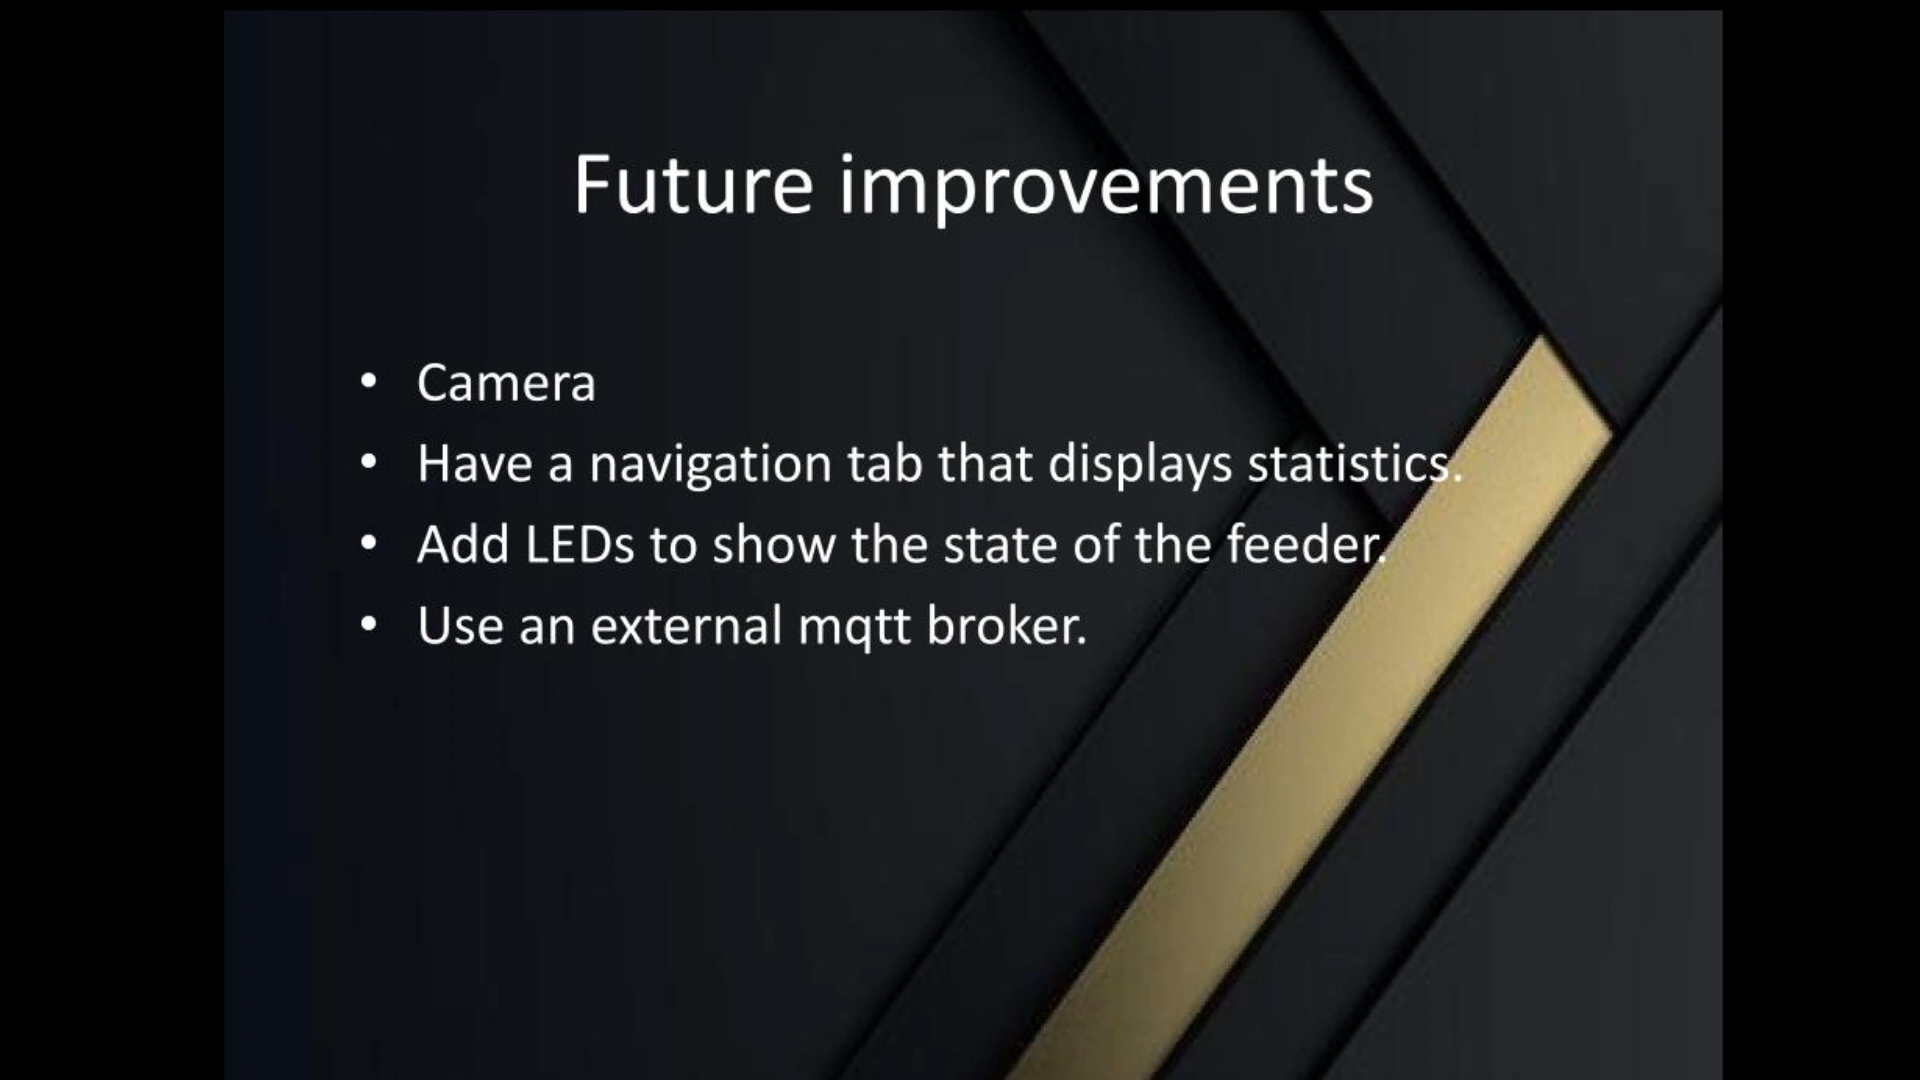 Future improvements
• Camera
• Have a navigation tab that displays statistics.
• Add LEDs to show the state of the feeder.
• Use an external mqtt broker.